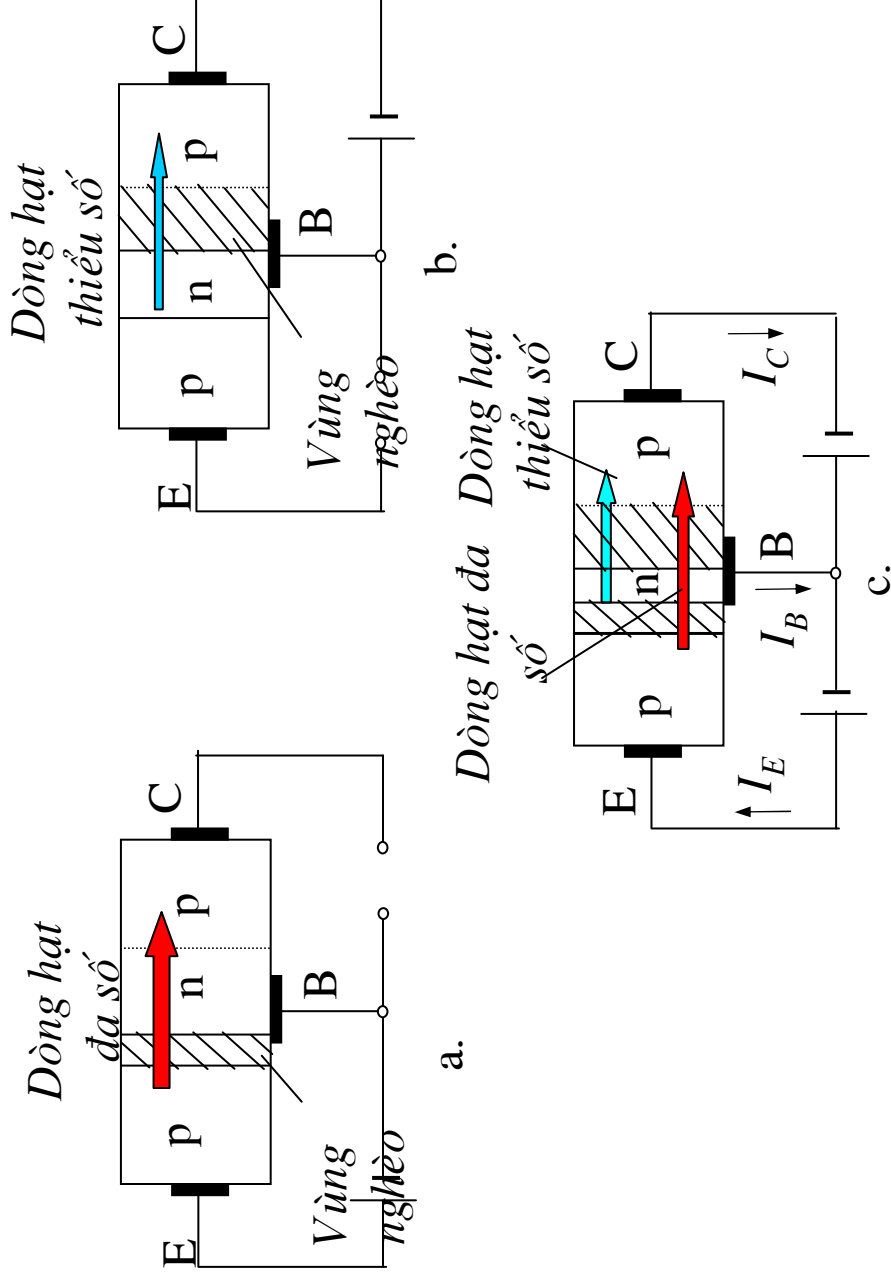 Dòng hạt
đa số
E
p
n
p
C
B
Vùng
nghèo
a.
Dòng hạt
thiểu số
E
p
n
p
C
B
Vùng
nghèo
b.
Dòng hạt đa
số
Dòng hạt
thiểu số
E
p
n
p
C
B
I_E
I_B
I_C
c.